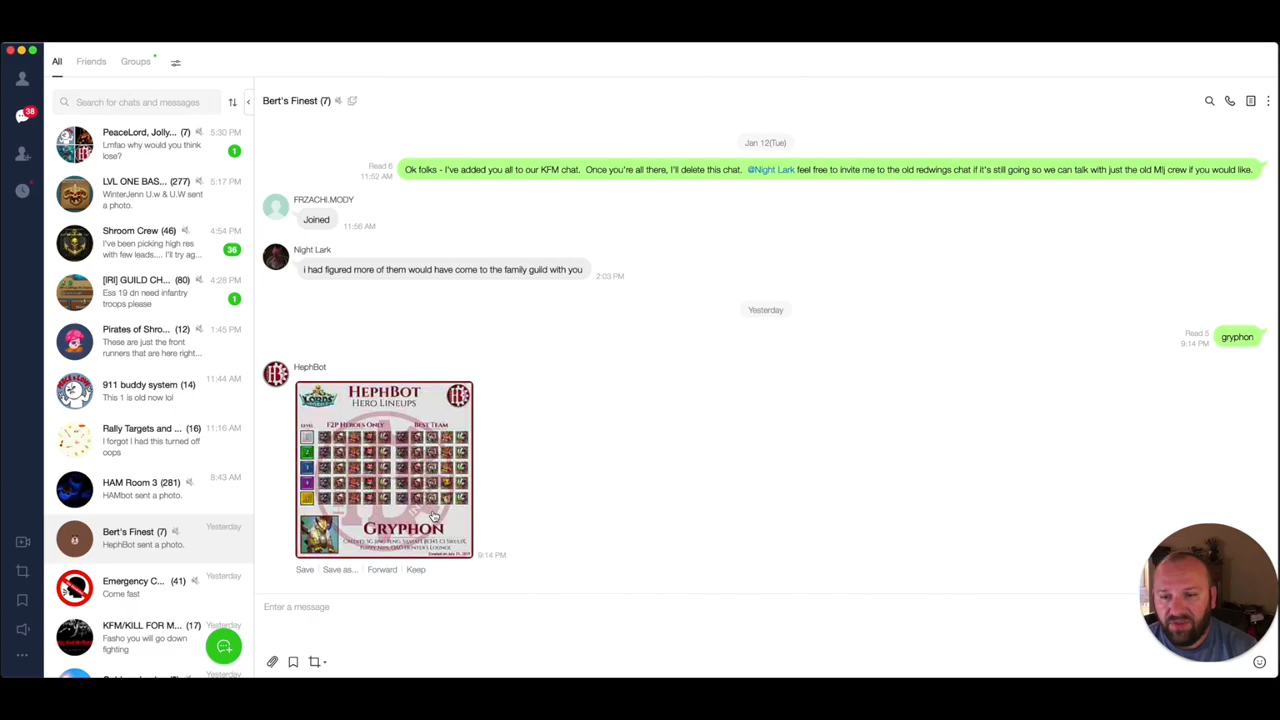 All
Friends
Groups
38
Search for chats and messages
PeaceLord, Jolly... (7)
5:30 PM
Lmfao why would you think
lose?
1
LVL ONE BAS... (277)
5:17 PM
WinterJenn U.w & U.W sent
a photo.
Shroom Crew (46)
4:54 PM
I've been picking high res
with few leads.... I'll try ag...
36
[IRI] GUILD CH... (80)
4:28 PM
Ess 19 dn need infantry
troops please
1
Pirates of Shro... (12)
1:45 PM
These are just the front
runners that are here right...
911 buddy system (14)
11:44 AM
This 1 is old now lol
Rally Targets and ... (16)
11:16 AM
I forgot I had this turned off
oops
HAM Room 3 (281)
8:43 AM
HAMbot sent a photo.
Bert's Finest (7)
Yesterday
HephBot sent a photo.
Emergency C... (41)
Yesterday
Come fast
KFM/KILL FOR M... (17)
Yesterday
Fasho you will go down
fighting
Bert's Finest (7)
Jan 12(Tue)
Read 6
11:52 AM
Ok folks - I've added you all to our KFM chat. Once you're all there, I'll delete this chat. @Night Lark feel free to invite me to the old redwings chat if it's still going so we can talk with just the old M!j crew if you would like.
FRZACHI.MODY
Joined
11:56 AM
Night Lark
i had figured more of them would have come to the family guild with you
2:03 PM
Yesterday
Read 5
9:14 PM
gryphon
HephBot
LORDS
HEPHBOT
HERO LINEUPS
LEVEL
F2P HEROES ONLY
BEST TEAM
GRYPHON
9:14 PM
Save
Save as...
Forward
Keep
Enter a message